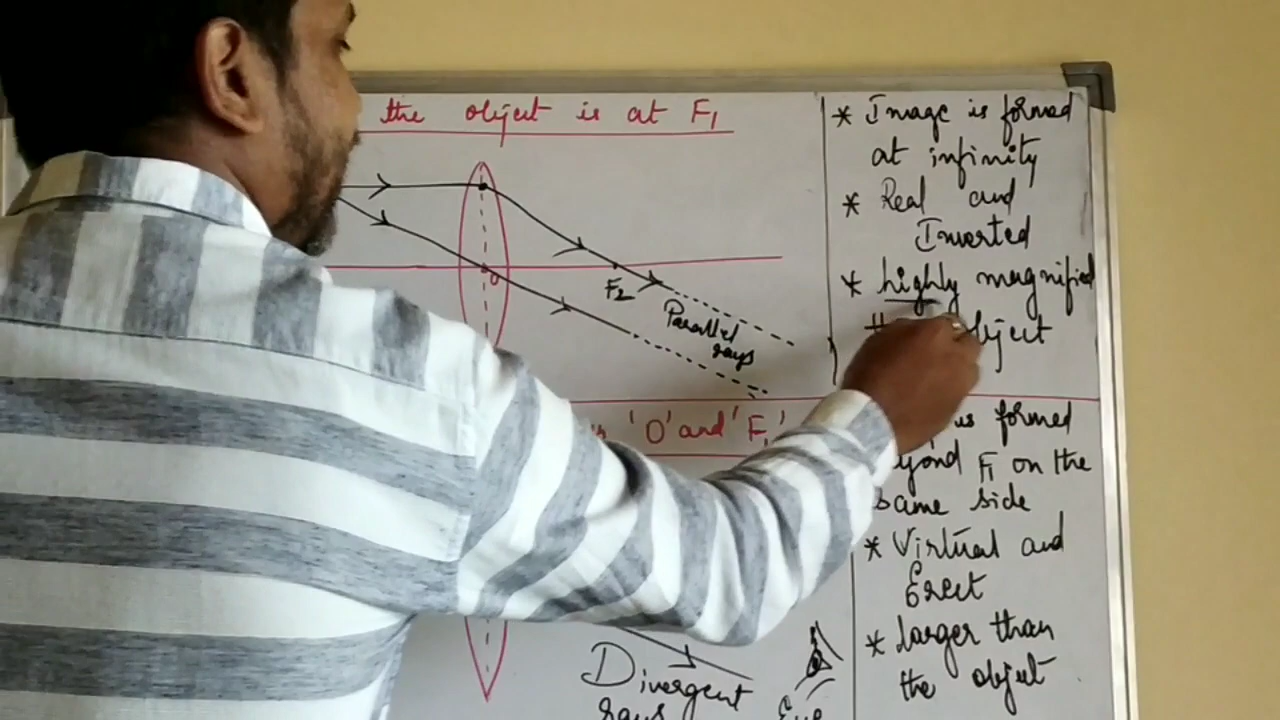 the object is at F1
* Image is formed
at infinity
* Real and
Inverted
* highly magnified
object
O
F2
Parallel
rays
'O' and 'F1'
is formed
F1 on the
same side
* Virtual and
Erect
* Larger than
the object
Divergent
rays